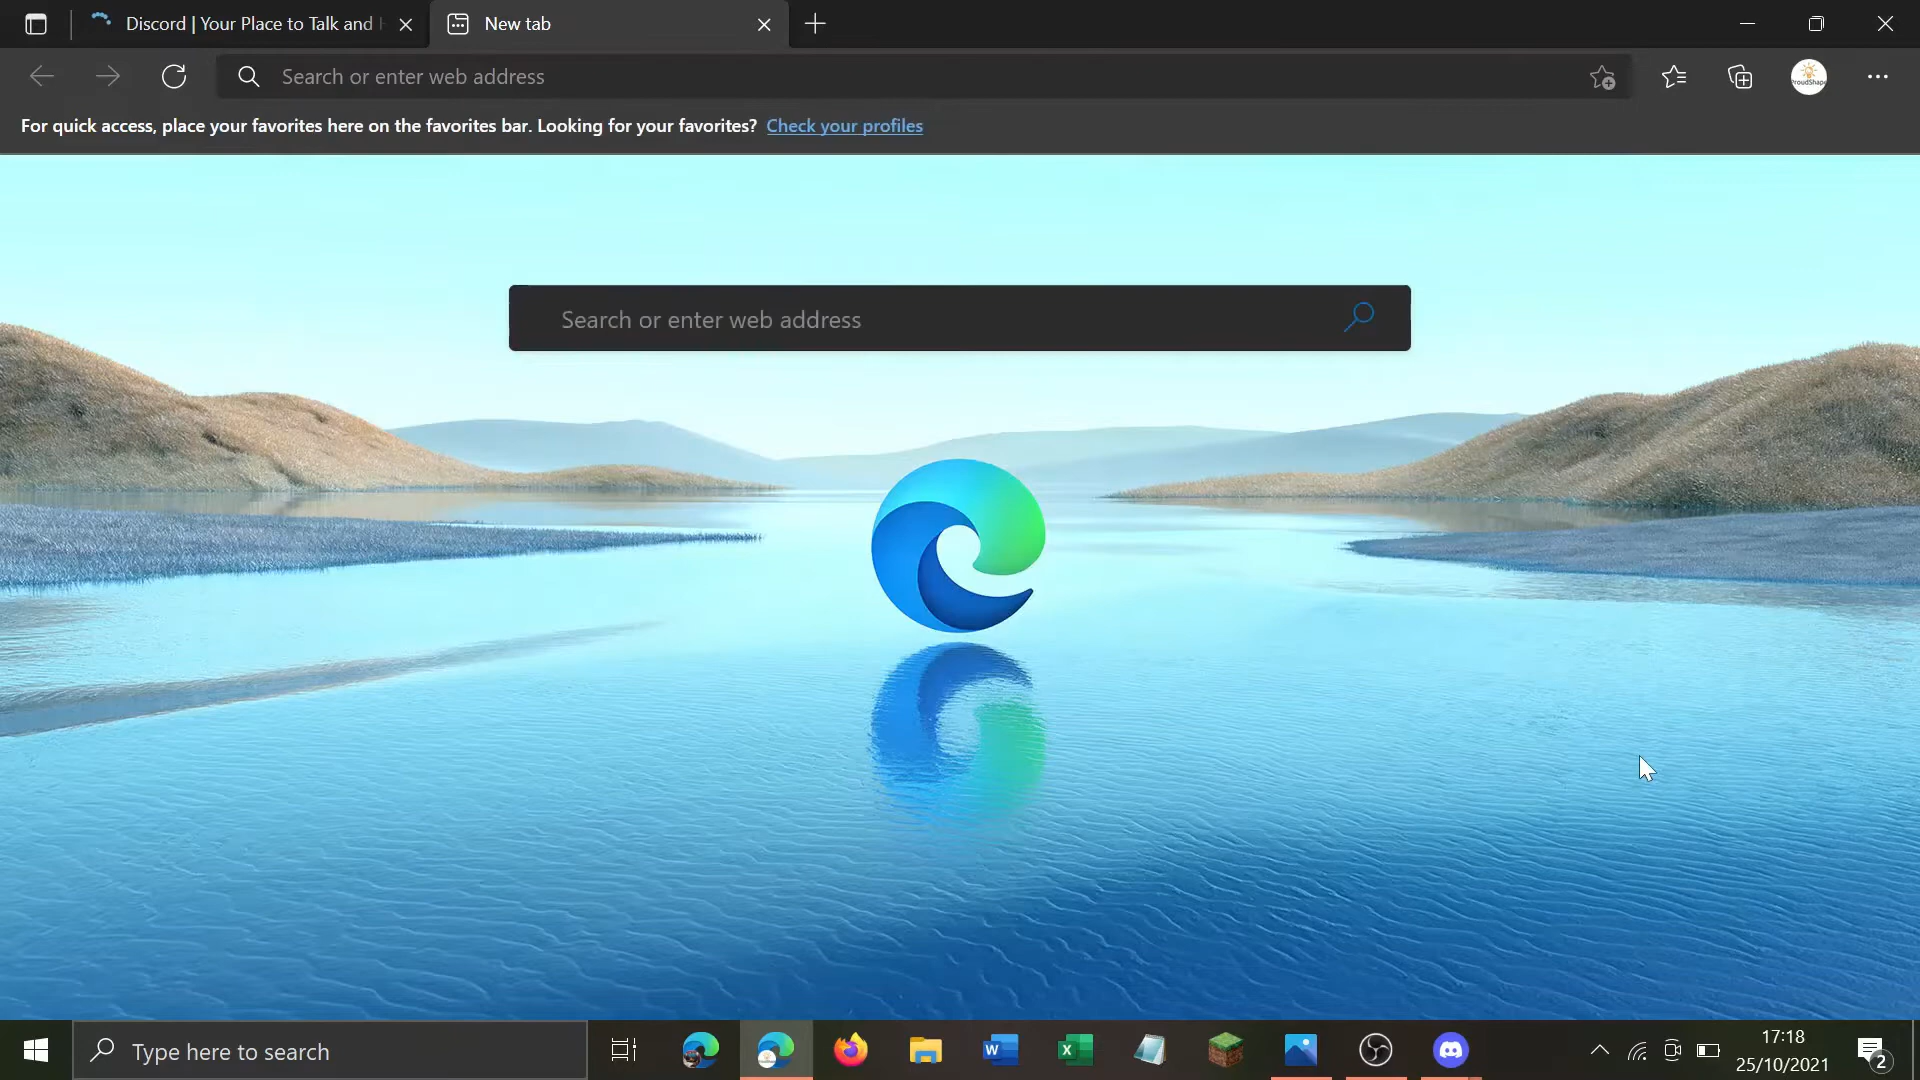 Discord | Your Place to Talk and
New tab
Search or enter web address
For quick access, place your favorites here on the favorites bar. Looking for your favorites? Check your profiles
Search or enter web address
Type here to search
17:18
25/10/2021
2